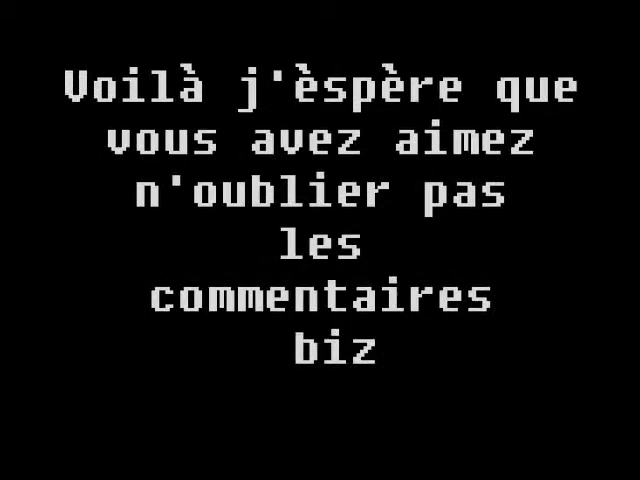 Voilà j'èspère que
vous avez aimez
n'oublier pas
les
commentaires
biz